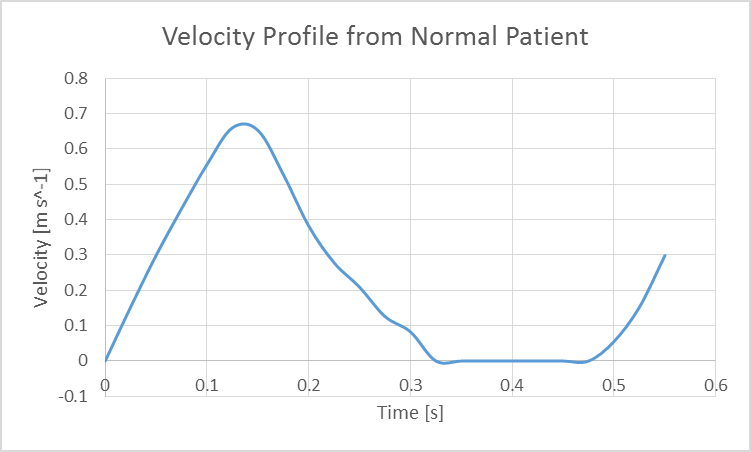 Velocity Profile from Normal Patient
Velocity [m s^-1]
0.8
0.7
0.6
0.5
0.4
0.3
0.2
0.1
0
-0.1
0 0.1 0.2 0.3 0.4 0.5 0.6
Time [s]